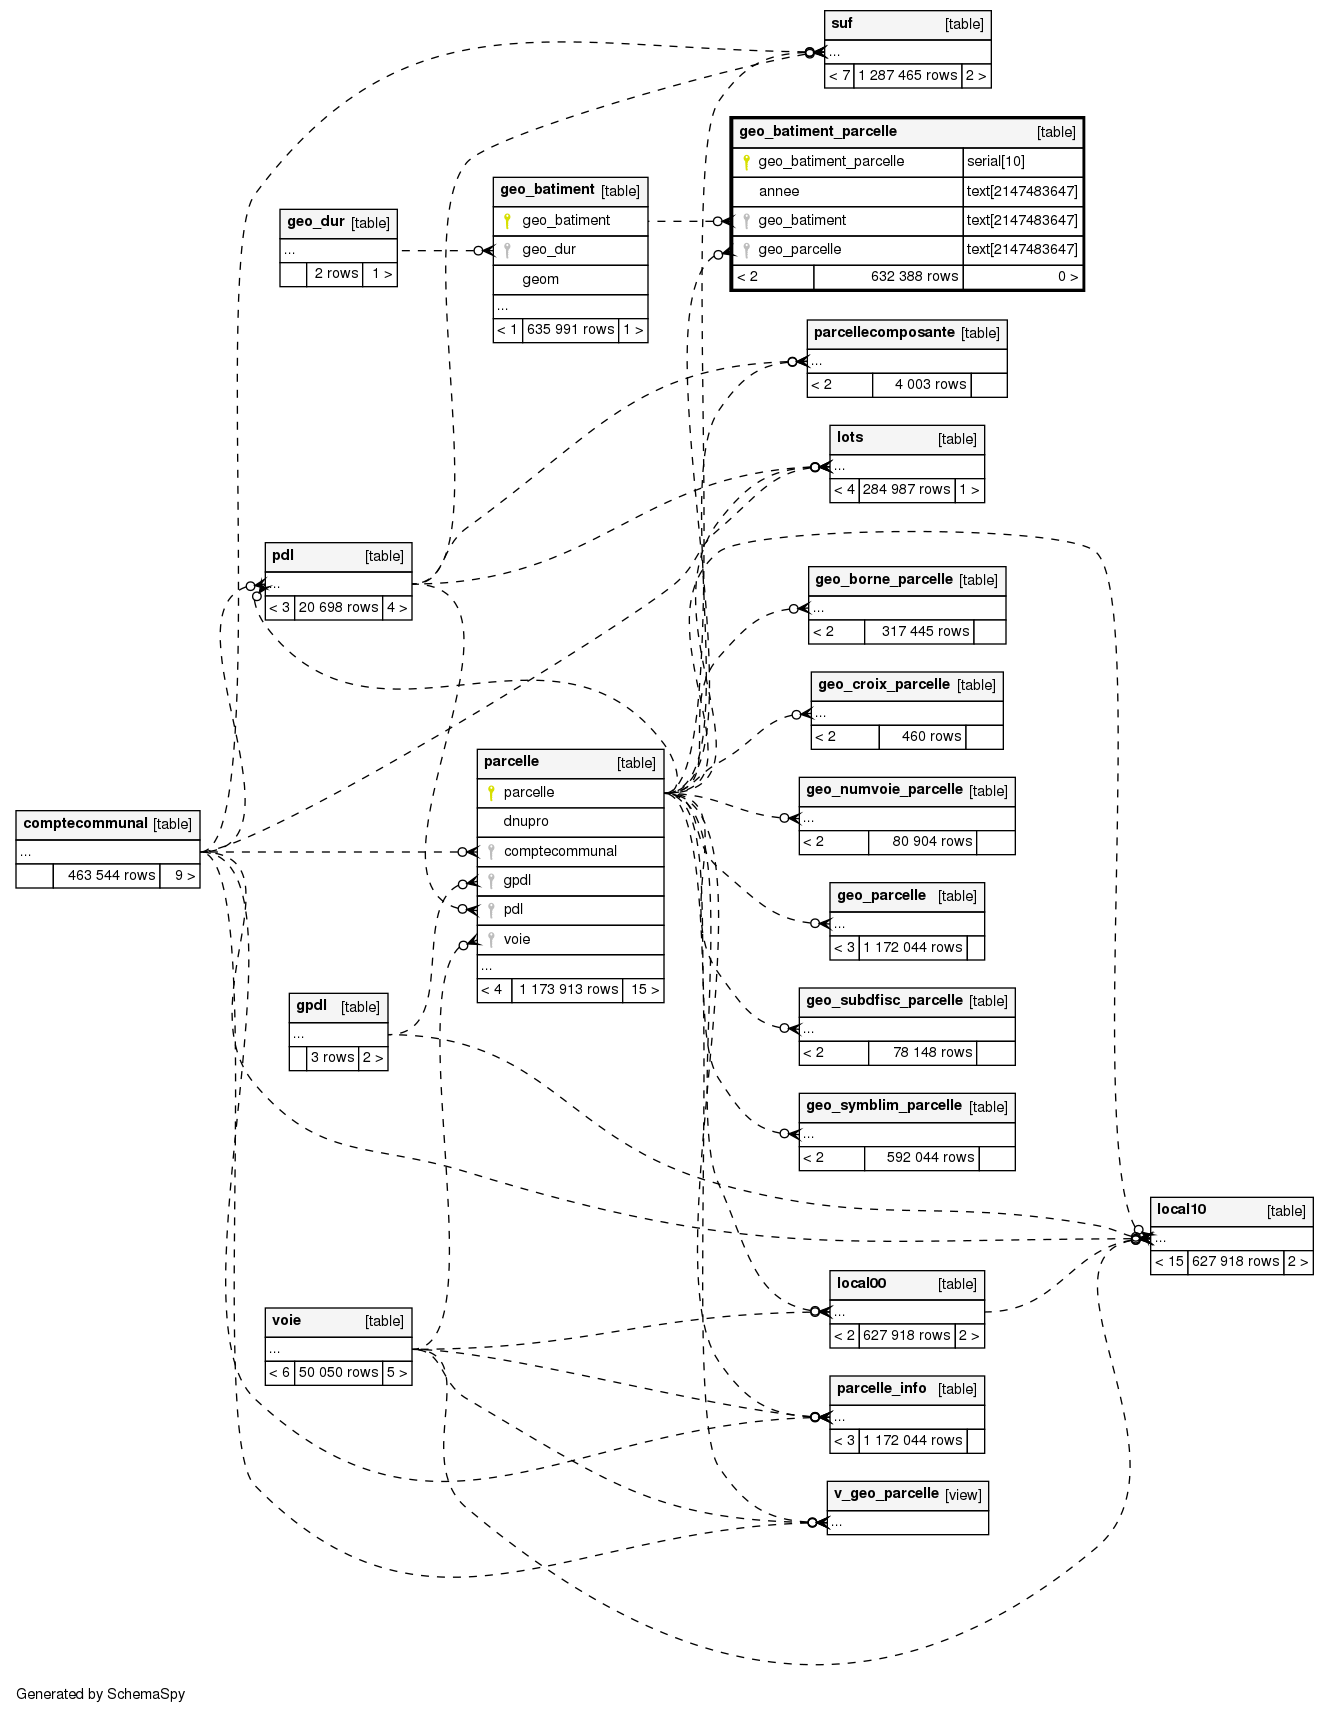 suf [table]
...
< 7 1 287 465 rows 2 >
geo_batiment_parcelle [table]
geo_batiment_parcelle serial[10]
annee text[2147483647]
geo_batiment text[2147483647]
geo_parcelle text[2147483647]
< 2 632 388 rows 0 >
geo_batiment [table]
geo_batiment
geo_dur
geom
...
< 1 635 991 rows 1 >
geo_dur [table]
...
2 rows 1 >
parcellecomposante [table]
...
< 2 4 003 rows
lots [table]
...
< 4 284 987 rows 1 >
pdl [table]
...
< 3 20 698 rows 4 >
geo_borne_parcelle [table]
...
< 2 317 445 rows
geo_croix_parcelle [table]
...
< 2 460 rows
parcelle [table]
parcelle
dnupro
comptecommunal
gpdl
pdl
voie
...
< 4 1 173 913 rows 15 >
geo_numvoie_parcelle [table]
...
< 2 80 904 rows
comptecommunal [table]
...
463 544 rows 9 >
geo_parcelle [table]
...
< 3 1 172 044 rows
gpdl [table]
...
3 rows 2 >
geo_subdfisc_parcelle [table]
...
< 2 78 148 rows
geo_symblim_parcelle [table]
...
< 2 592 044 rows
local10 [table]
...
< 15 627 918 rows 2 >
local00 [table]
...
< 2 627 918 rows 2 >
voie [table]
...
< 6 50 050 rows 5 >
parcelle_info [table]
...
< 3 1 172 044 rows
v_geo_parcelle [view]
...
Generated by SchemaSpy